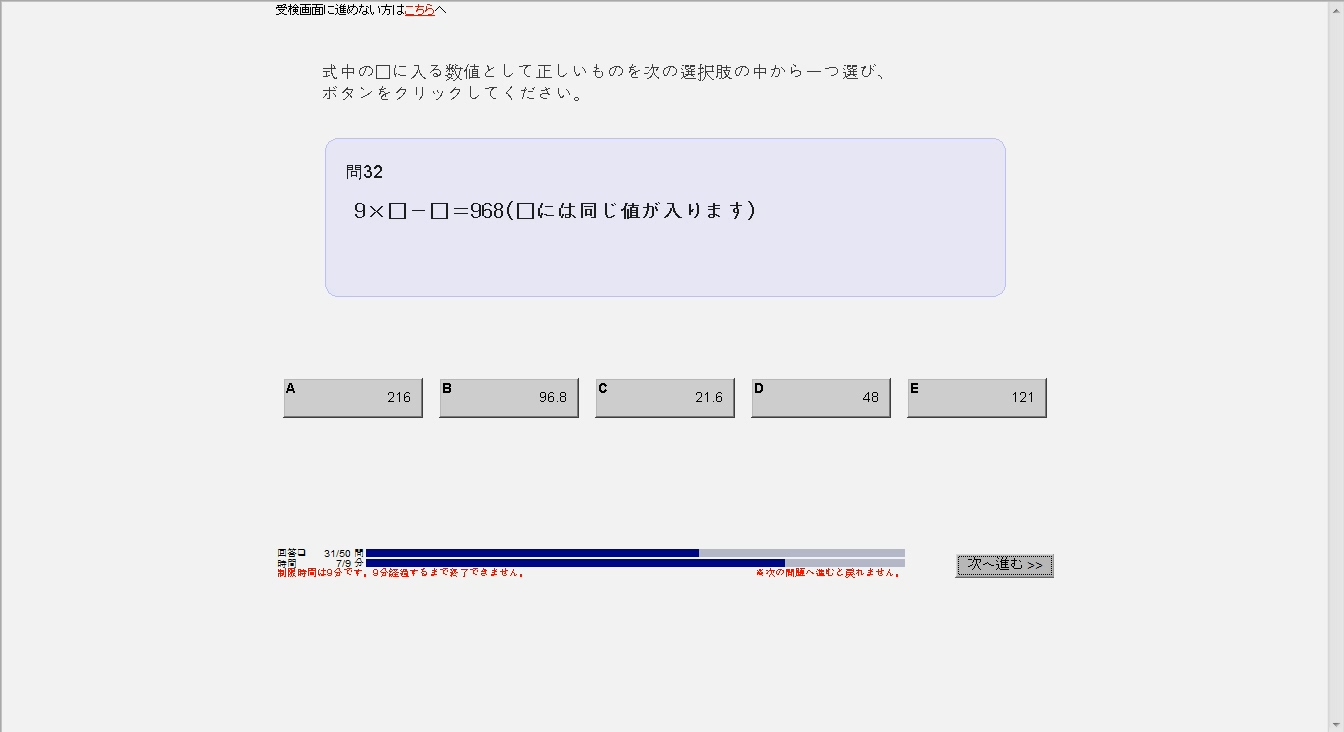 受検画面に進めない方はこちらへ
式中の□に入る数値として正しいものを次の選択肢の中から一つ選び、
ボタンをクリックしてください。
問32
9×□－□＝968(□には同じ値が入ります)
A 216
B 96.8
C 21.6
D 48
E 121
回答❏ 31/50 問
時間 7/9 分
制限時間は9分です。9分経過するまで終了できません。
※次の問題へ進むと戻れません。
次へ進む >>